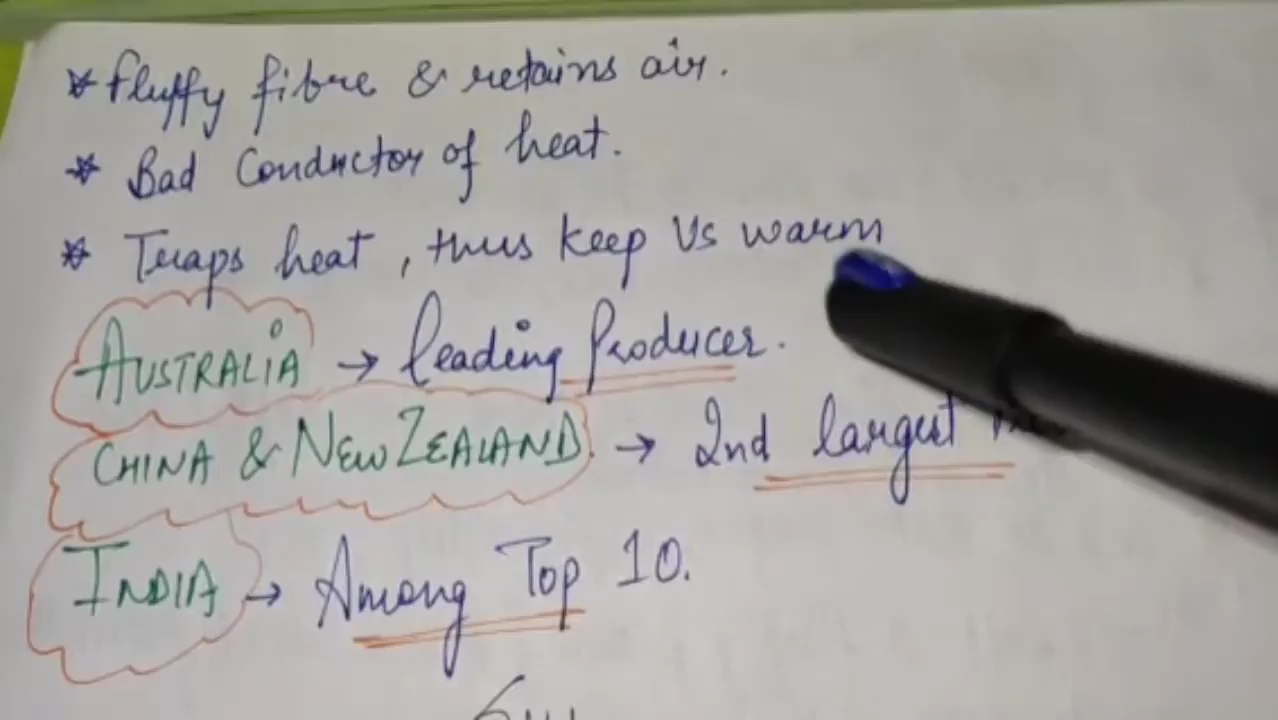 * Fluffy fibre & retains air.
* Bad Conductor of heat.
* Traps heat, thus keep Us warm
AUSTRALIA → leading Producer.
CHINA & NEW ZEALAND → 2nd largest
INDIA → Among Top 10.